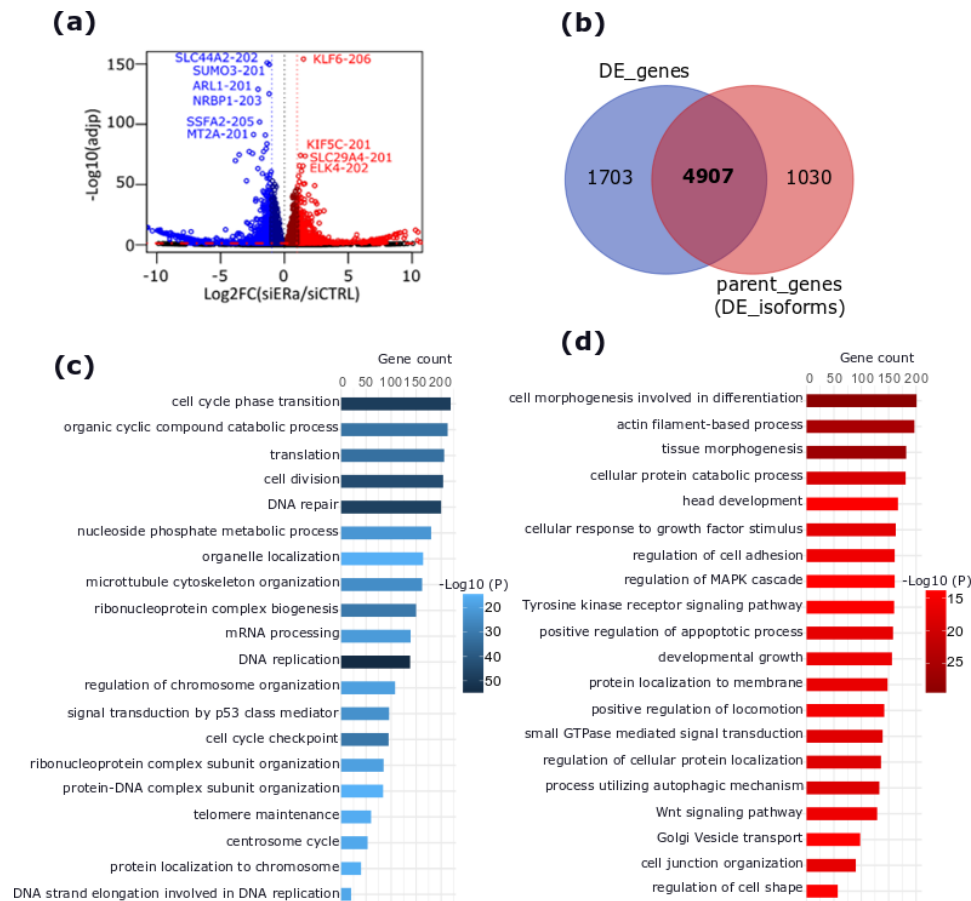 (a)
150
100
50
0
-Log10(adjp)
SLC44A2-202
SUMO3-201
ARL1-201
NRBP1-203
SSFA2-205
MT2A-201
KLF6-206
KIF5C-201
SLC29A4-201
ELK4-202
-10 -5 0 5 10
Log2FC(siERa/siCTRL)
(b)
DE_genes
1703 4907 1030
parent_genes
(DE_isoforms)
(c)
Gene count
0 50 100 150 200
cell cycle phase transition
organic cyclic compound catabolic process
translation
cell division
DNA repair
nucleoside phosphate metabolic process
organelle localization
microttubule cytoskeleton organization
ribonucleoprotein complex biogenesis
mRNA processing
DNA replication
regulation of chromosome organization
signal transduction by p53 class mediator
cell cycle checkpoint
ribonucleoprotein complex subunit organization
protein-DNA complex subunit organization
telomere maintenance
centrosome cycle
protein localization to chromosome
DNA strand elongation involved in DNA replication
-Log10 (P)
20
30
40
50
(d)
Gene count
0 50 100 150 200
cell morphogenesis involved in differentiation
actin filament-based process
tissue morphogenesis
cellular protein catabolic process
head development
cellular response to growth factor stimulus
regulation of cell adhesion
regulation of MAPK cascade
Tyrosine kinase receptor signaling pathway
positive regulation of appoptotic process
developmental growth
protein localization to membrane
positive regulation of locomotion
small GTPase mediated signal transduction
regulation of cellular protein localization
process utilizing autophagic mechanism
Wnt signaling pathway
Golgi Vesicle transport
cell junction organization
regulation of cell shape
-Log10 (P)
15
20
25